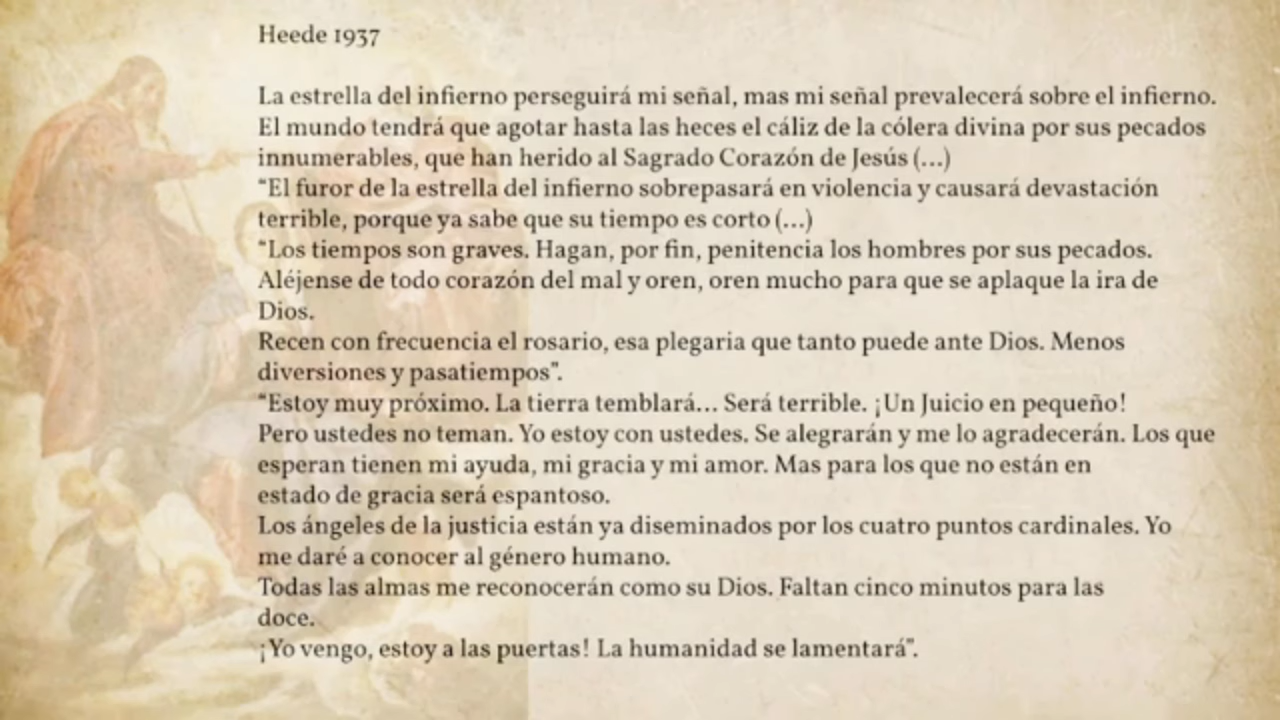 Heede 1937
La estrella del infierno perseguirá mi señal, mas mi señal prevalecerá sobre el infierno.
El mundo tendrá que agotar hasta las heces el cáliz de la cólera divina por sus pecados
innumerables, que han herido al Sagrado Corazón de Jesús (...)
“El furor de la estrella del infierno sobrepasará en violencia y causará devastación
terrible, porque ya sabe que su tiempo es corto (...)
“Los tiempos son graves. Hagan, por fin, penitencia los hombres por sus pecados.
Aléjense de todo corazón del mal y oren, oren mucho para que se aplaque la ira de
Dios.
Recen con frecuencia el rosario, esa plegaria que tanto puede ante Dios. Menos
diversiones y pasatiempos”.
“Estoy muy próximo. La tierra temblará... Será terrible. ¡Un Juicio en pequeño!
Pero ustedes no teman. Yo estoy con ustedes. Se alegrarán y me lo agradecerán. Los que
esperan tienen mi ayuda, mi gracia y mi amor. Mas para los que no están en
estado de gracia será espantoso.
Los ángeles de la justicia están ya diseminados por los cuatro puntos cardinales. Yo
me daré a conocer al género humano.
Todas las almas me reconocerán como su Dios. Faltan cinco minutos para las
doce.
¡Yo vengo, estoy a las puertas! La humanidad se lamentará”.